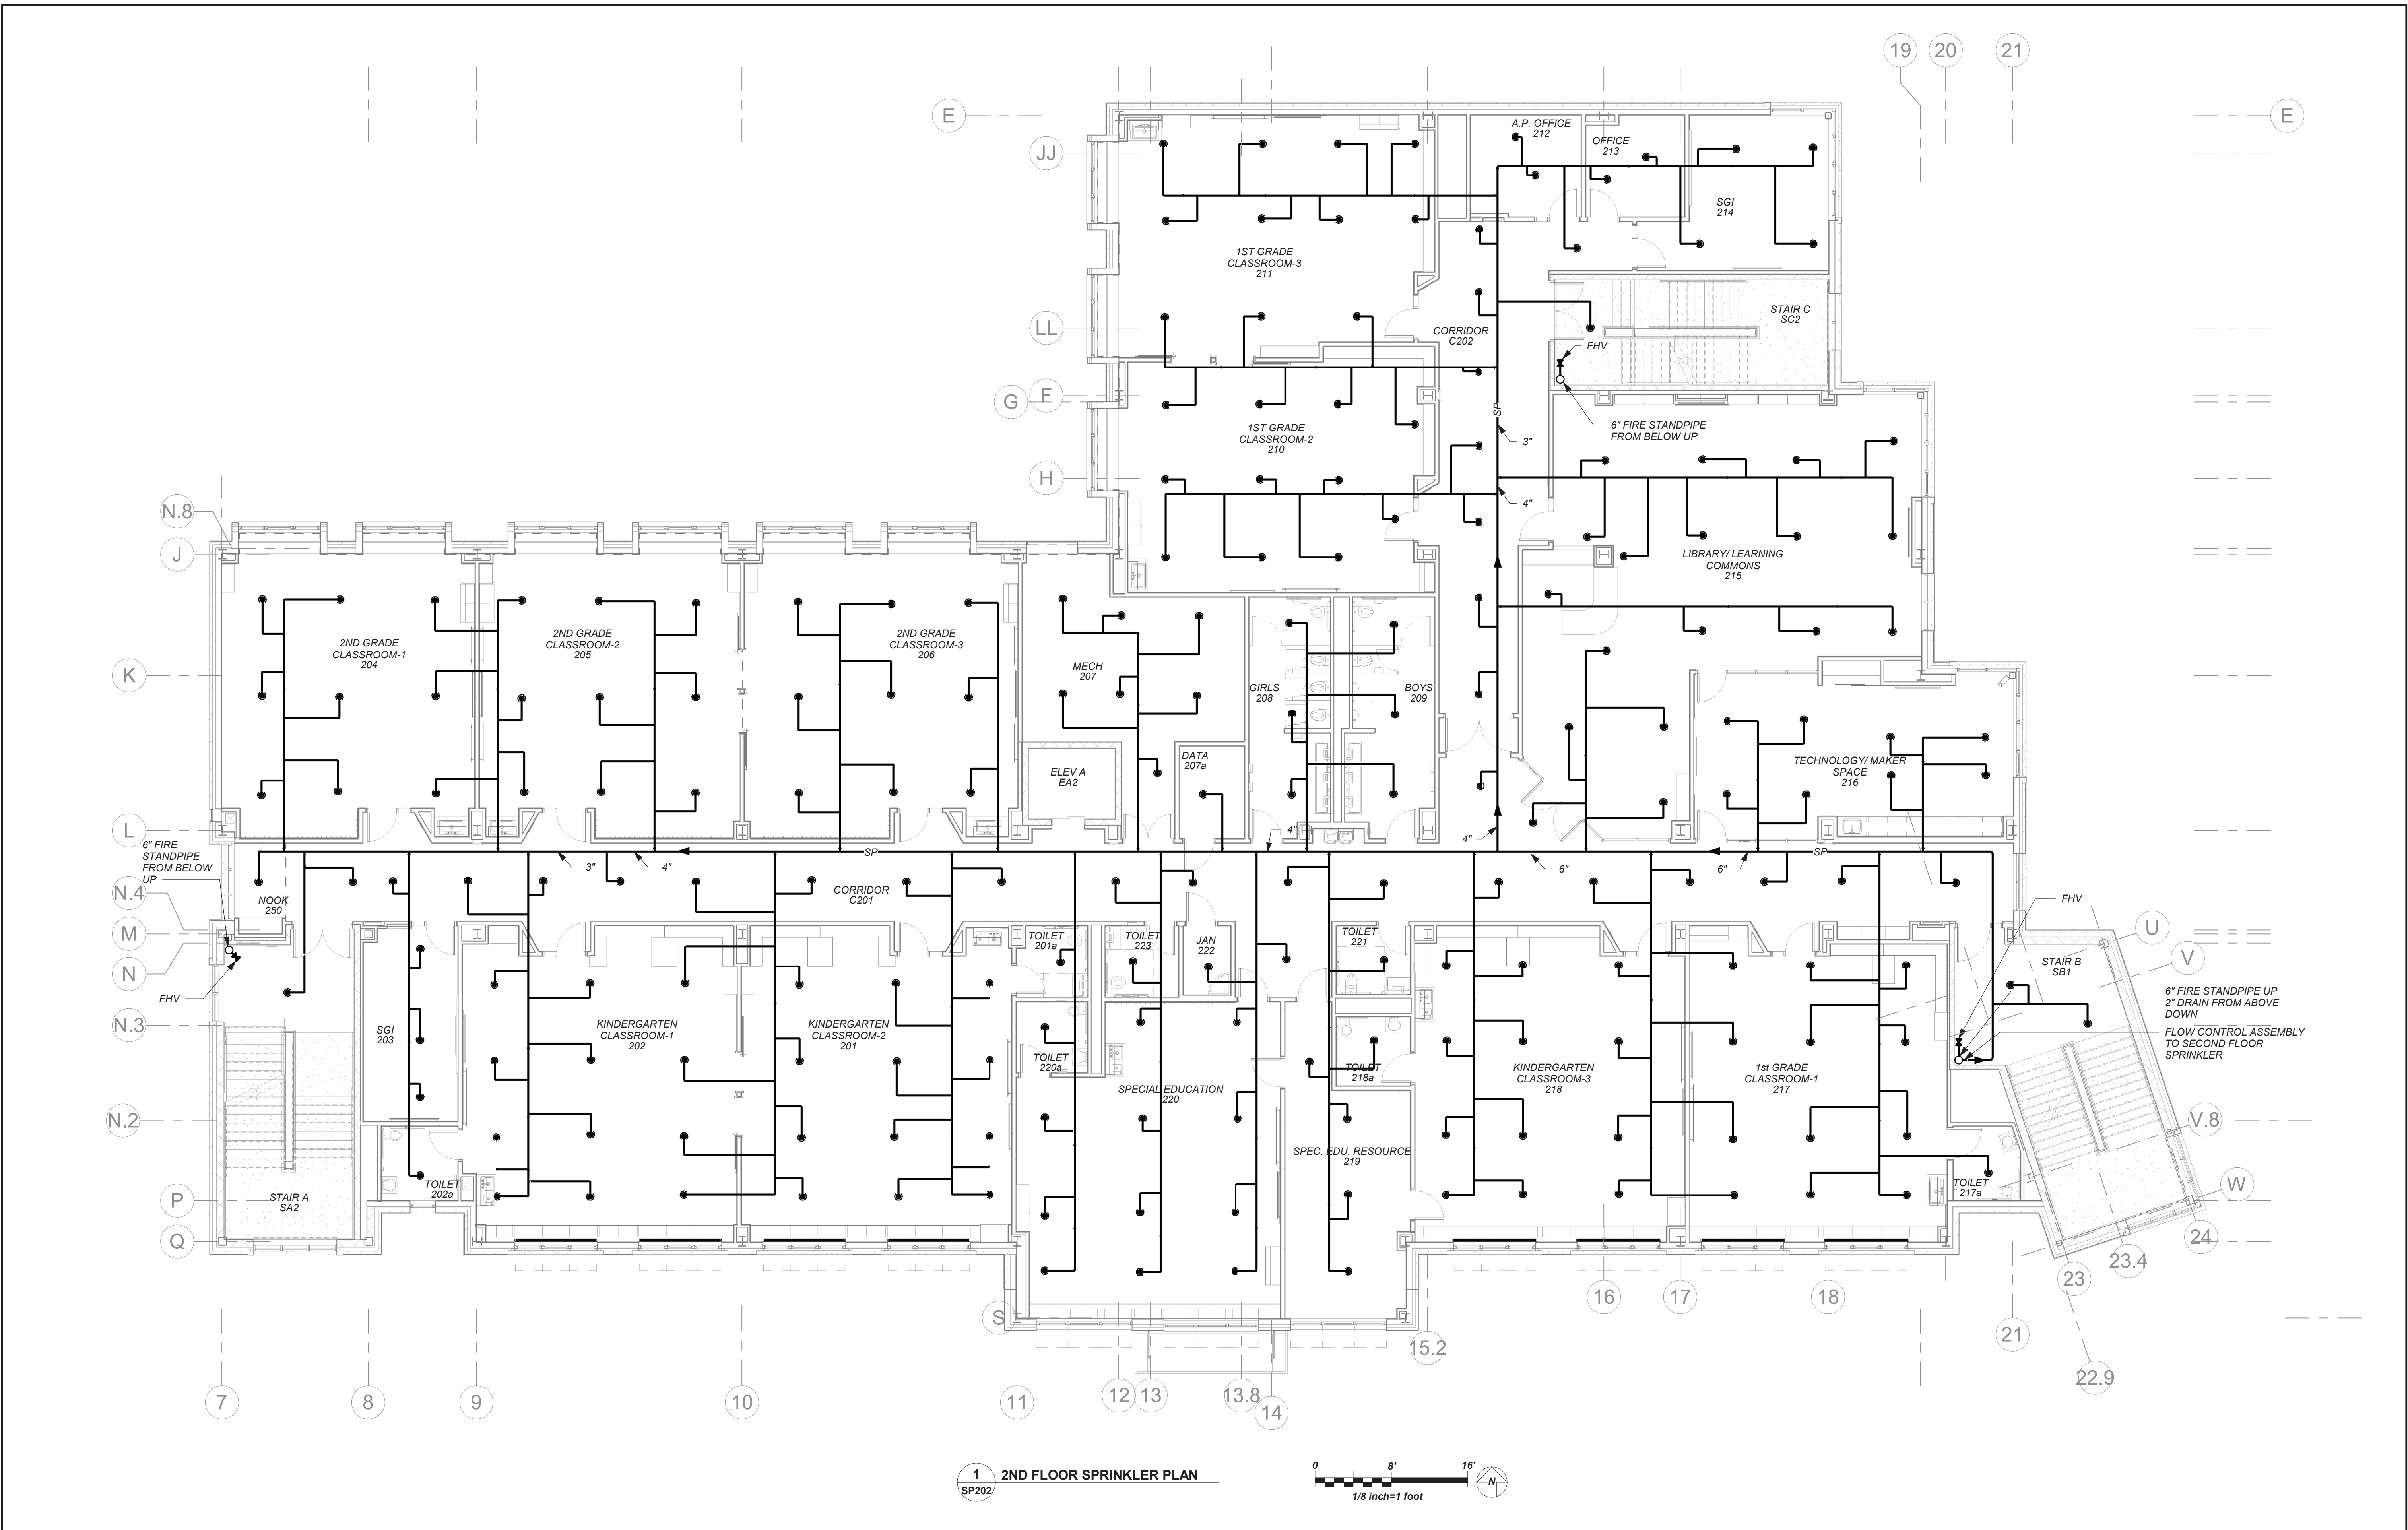 19
20
21
E
E
JJ
A.P. OFFICE
212
OFFICE
213
SGI
214
1ST GRADE
CLASSROOM-3
211
STAIR C
SC2
LL
CORRIDOR
C202
FHV
G
F
SP
6" FIRE STANDPIPE
FROM BELOW UP
1ST GRADE
CLASSROOM-2
210
3"
H
4"
N.8
J
LIBRARY/ LEARNING
COMMONS
215
2ND GRADE
CLASSROOM-1
204
2ND GRADE
CLASSROOM-2
205
2ND GRADE
CLASSROOM-3
206
K
MECH
207
GIRLS
208
BOYS
209
ELEV A
EA2
DATA
207a
TECHNOLOGY/ MAKER
SPACE
216
L
6" FIRE
STANDPIPE
FROM BELOW
UP
4"
4"
SP
SP
3"
4"
6"
6"
N.4
NOOK
250
CORRIDOR
C201
FHV
M
TOILET
201a
TOILET
223
JAN
222
TOILET
221
U
N
V
STAIR B
SB1
FHV
6" FIRE STANDPIPE UP
2" DRAIN FROM ABOVE
DOWN
N.3
SGI
203
KINDERGARTEN
CLASSROOM-1
202
KINDERGARTEN
CLASSROOM-2
201
FLOW CONTROL ASSEMBLY
TO SECOND FLOOR
SPRINKLER
TOILET
220a
TOILET
218a
SPECIAL EDUCATION
220
KINDERGARTEN
CLASSROOM-3
218
1st GRADE
CLASSROOM-1
217
N.2
V.8
SPEC. EDU. RESOURCE
219
TOILET
202a
TOILET
217a
P
STAIR A
SA2
W
Q
24
23.4
23
S
16
17
18
15.2
21
22.9
7
8
9
10
11
12
13
13.8
14
1
SP202
2ND FLOOR SPRINKLER PLAN
0
8'
16'
1/8 inch=1 foot
N